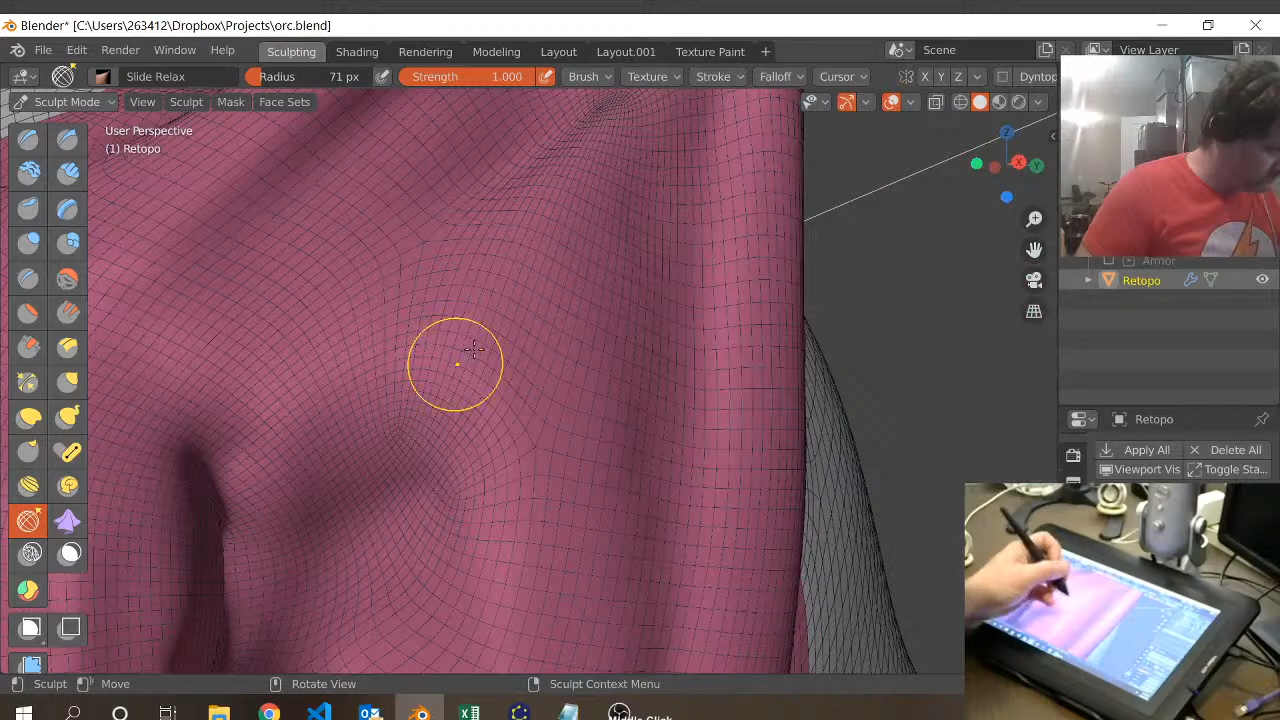 Blender* [C:\Users\263412\Dropbox\Projects\orc.blend]
File Edit Render Window Help Sculpting Shading Rendering Modeling Layout Layout.001 Texture Paint + Scene View Layer
Slide Relax Radius 71 px Strength 1.000 Brush Texture Stroke Falloff Cursor X Y Z Dyntop
Sculpt Mode View Sculpt Mask Face Sets
User Perspective
(1) Retopo
Z
X
Y
Armor
Retopo
Retopo
Apply All Delete All
Viewport Vis Toggle Sta...
Sculpt Move Rotate View Sculpt Context Menu
Middle Click